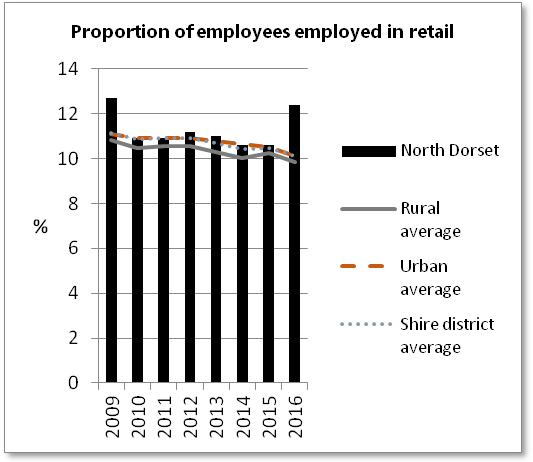 Proportion of employees employed in retail
14
12
10
8
6
4
2
0
%
2009
2010
2011
2012
2013
2014
2015
2016
North Dorset
Rural
average
Urban
average
Shire district
average